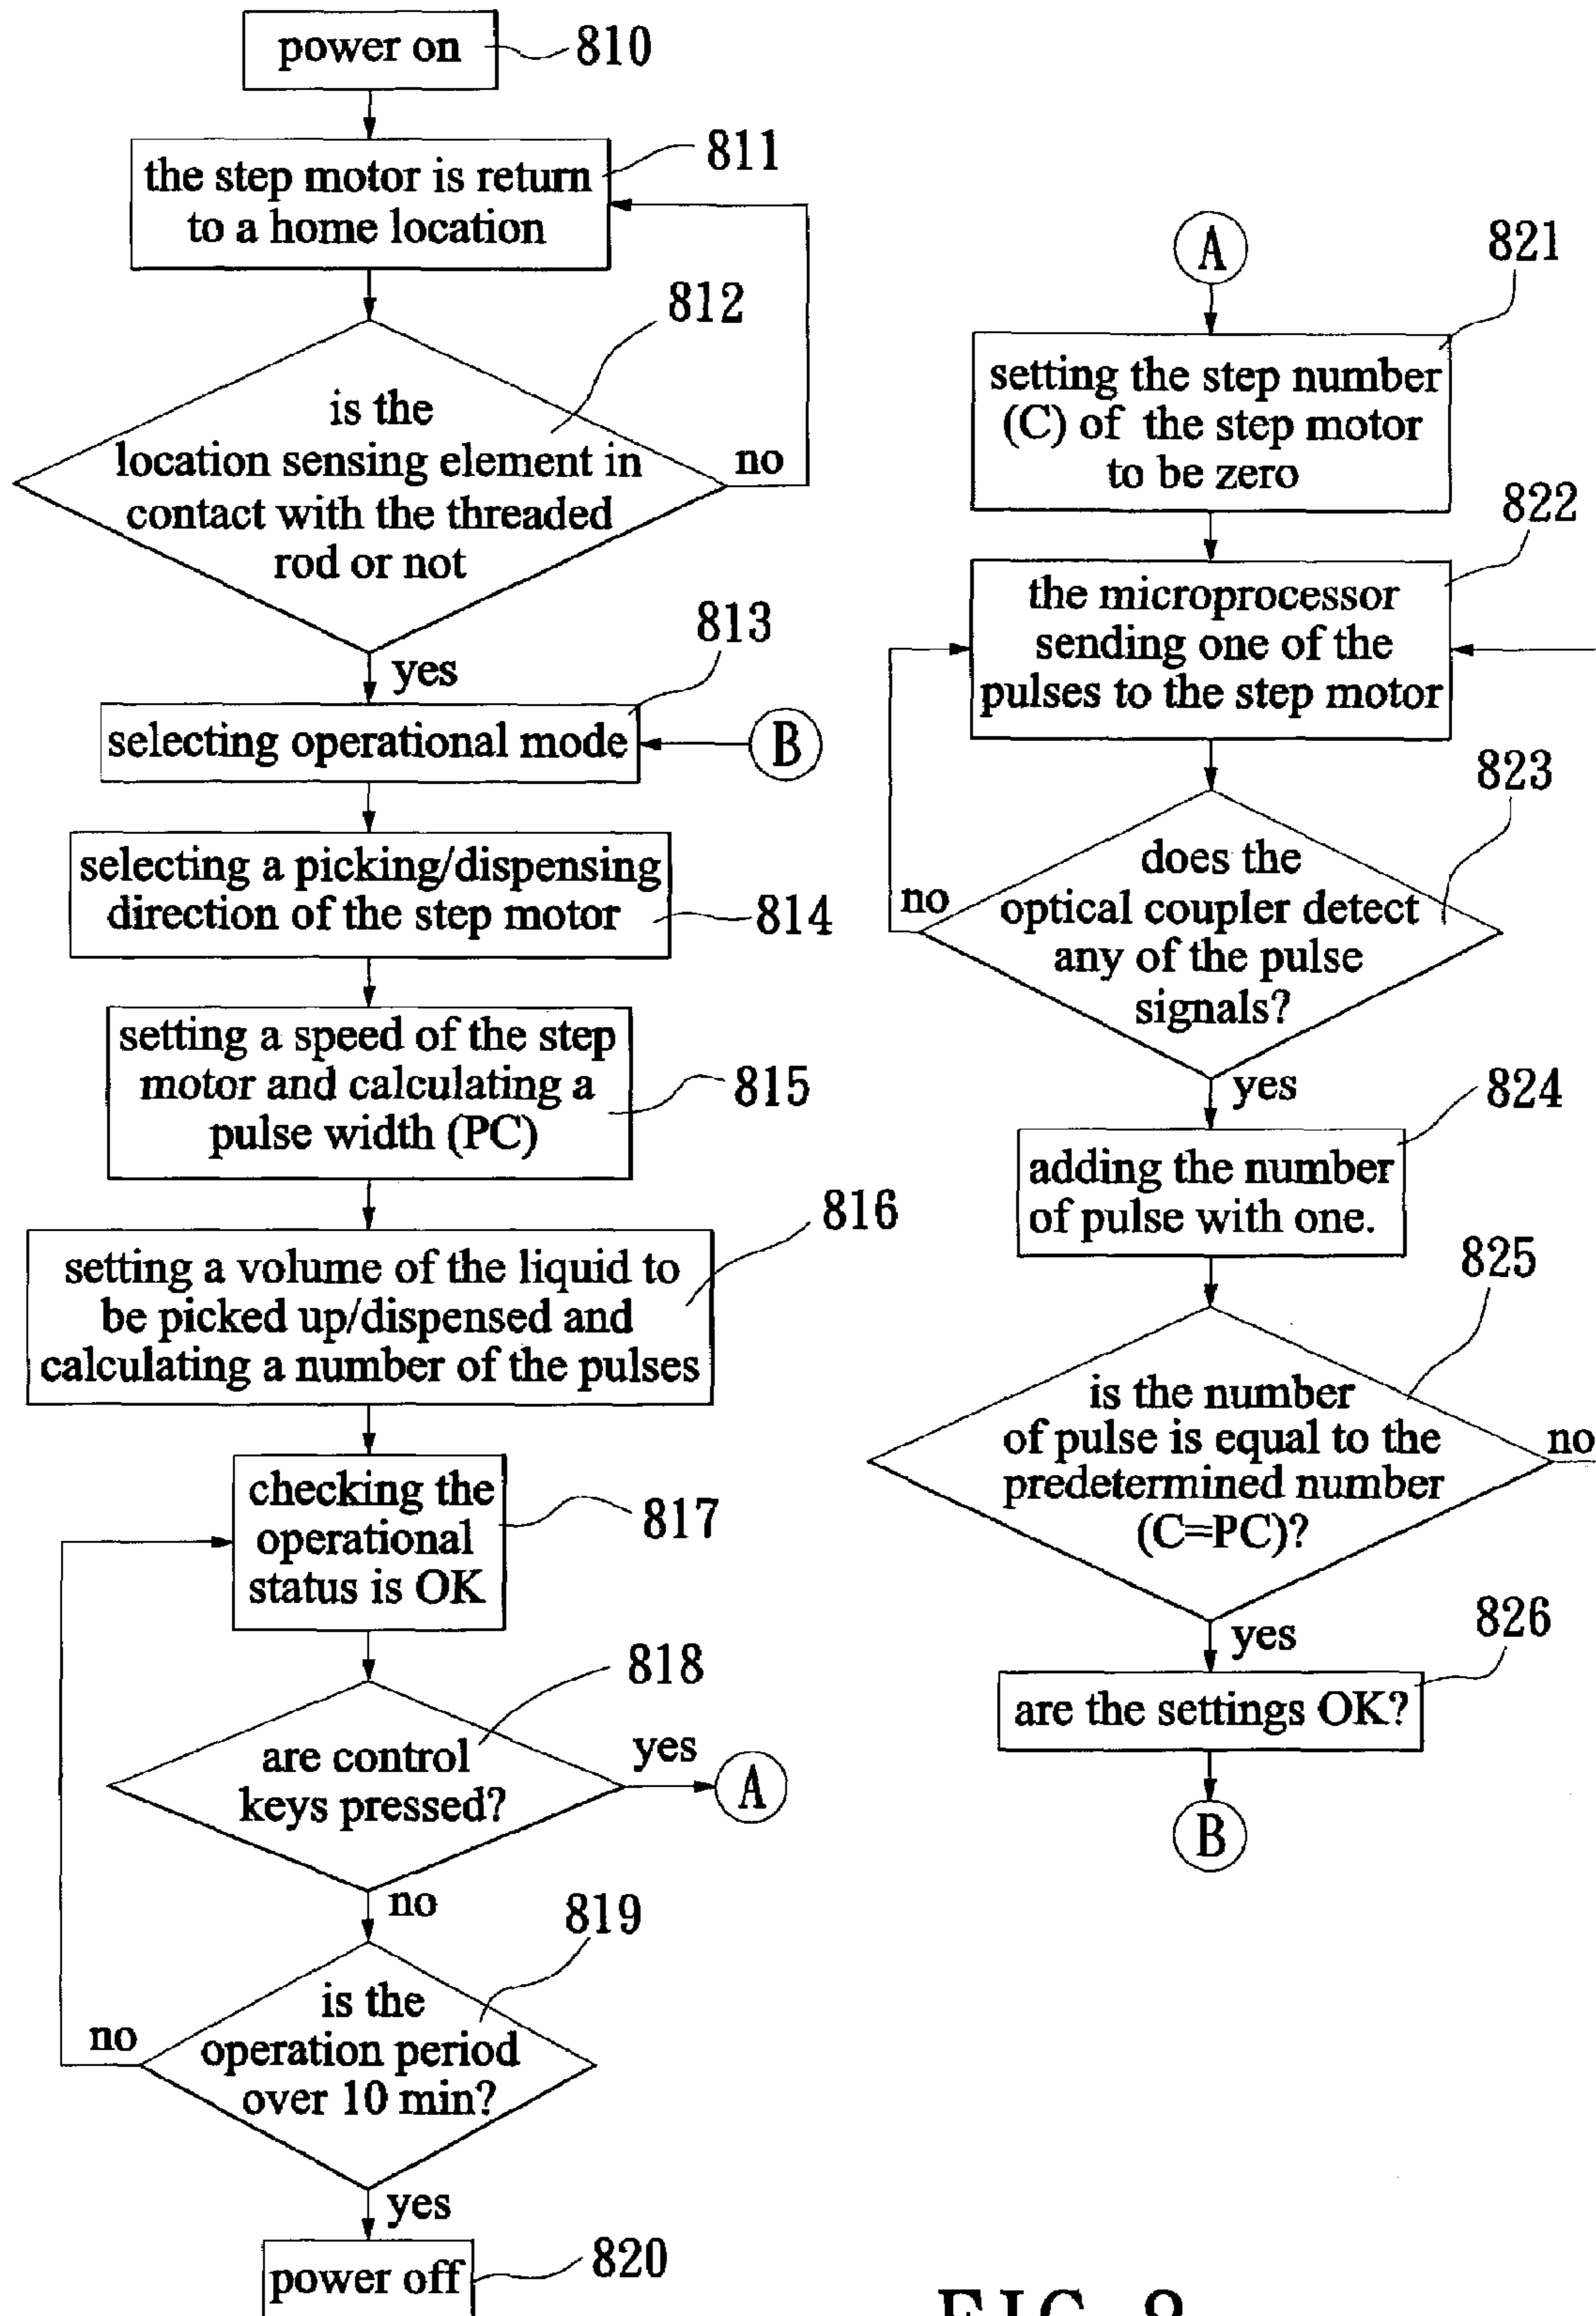 power on
810
the step motor is return
to a home location
811
812
is the
location sensing element in
contact with the threaded
rod or not
no
yes
813
selecting operational mode
B
selecting a picking/dispensing
direction of the step motor
814
setting a speed of the step
motor and calculating a
pulse width (PC)
815
816
setting a volume of the liquid to
be picked up/dispensed and
calculating a number of the pulses
checking the
operational
status is OK
817
818
are control
keys pressed?
yes
A
no
819
is the
operation period
over 10 min?
no
yes
power off
820
A
821
setting the step number
(C) of the step motor
to be zero
822
the microprocessor
sending one of the
pulses to the step motor
823
does the
optical coupler detect
any of the pulse
signals?
no
yes
824
adding the number
of pulse with one.
825
is the number
of pulse is equal to the
predetermined number
(C=PC)?
no
yes
826
are the settings OK?
B
FIG.